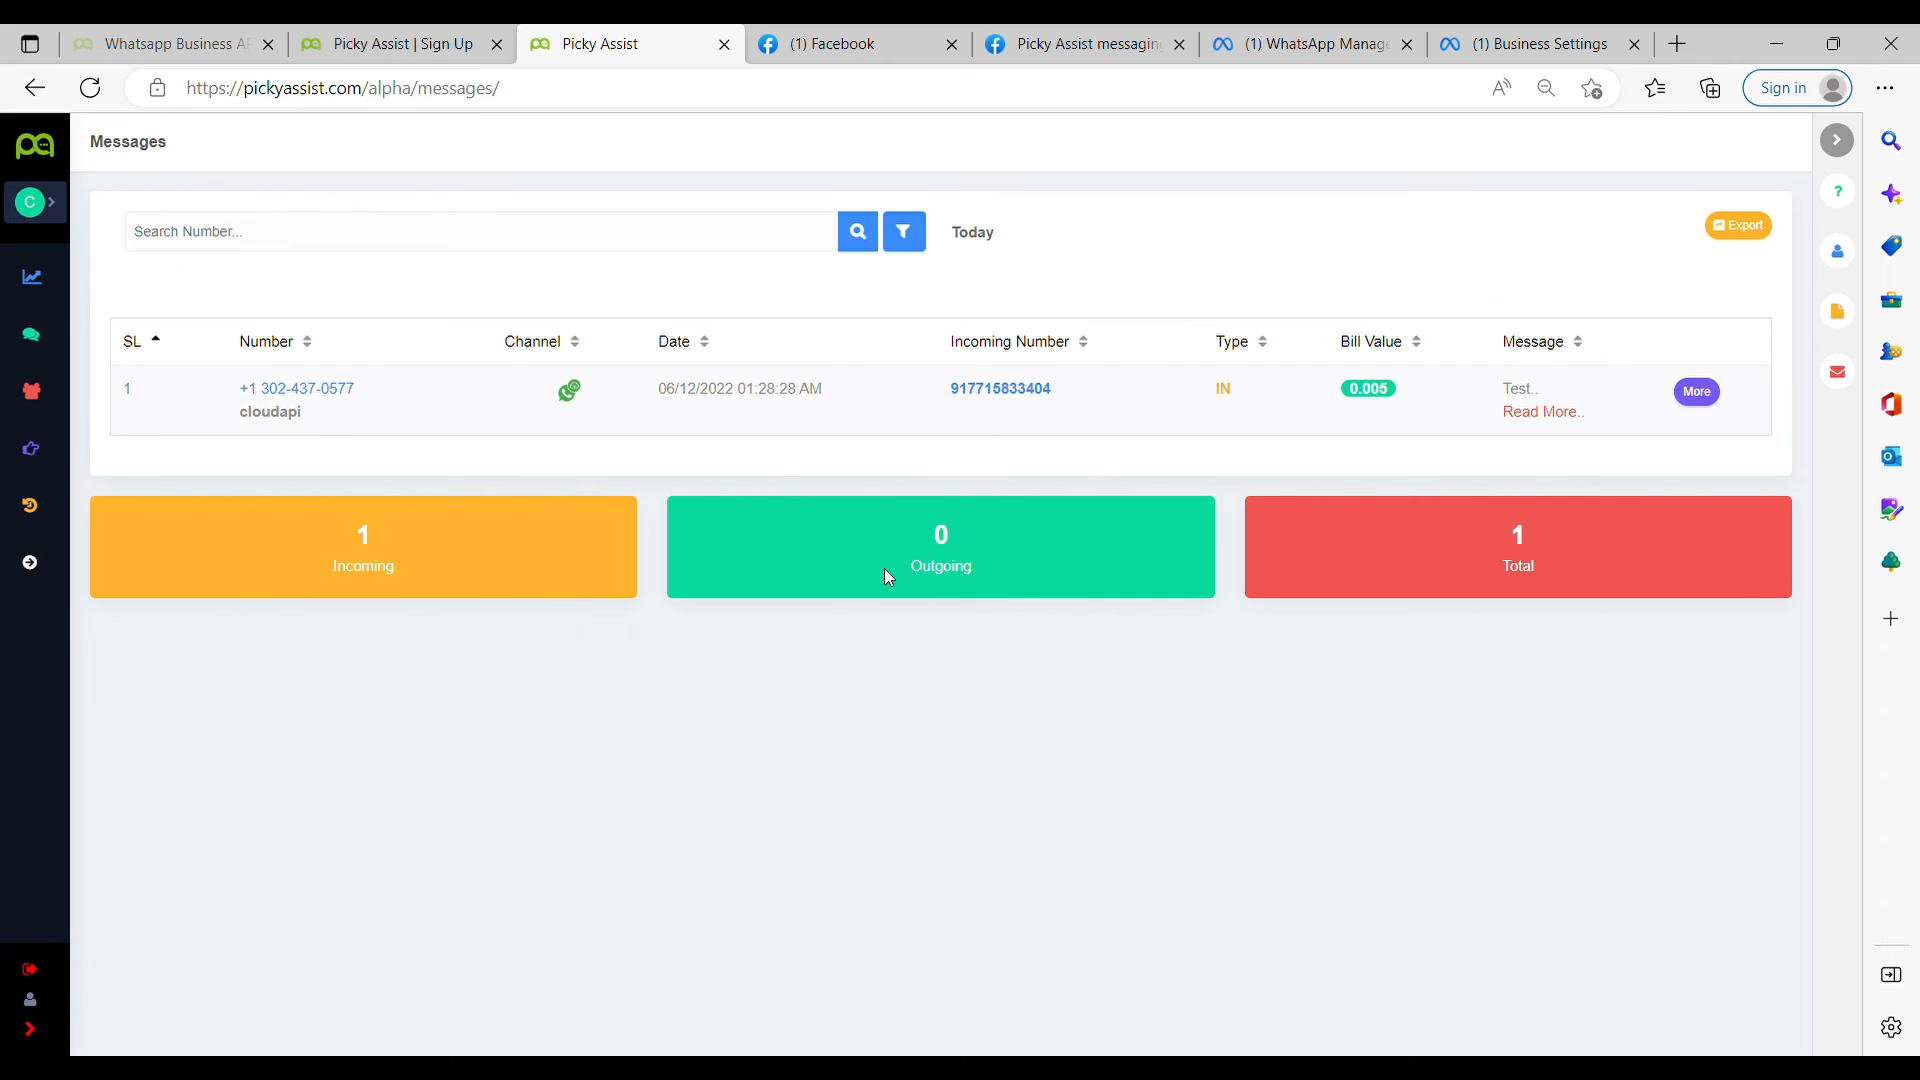 Whatsapp Business A
Picky Assist | Sign Up
Picky Assist
(1) Facebook
Picky Assist messagin
(1) WhatsApp Manage
(1) Business Settings
https://pickyassist.com/alpha/messages/
Sign in
Messages
C
Search Number...
Today
Export
SL
Number
Channel
Date
Incoming Number
Type
Bill Value
Message
1
+1 302-437-0577
cloudapi
06/12/2022 01:28:28 AM
917715833404
IN
0.005
Test..
Read More..
More
1
Incoming
0
Outgoing
1
Total